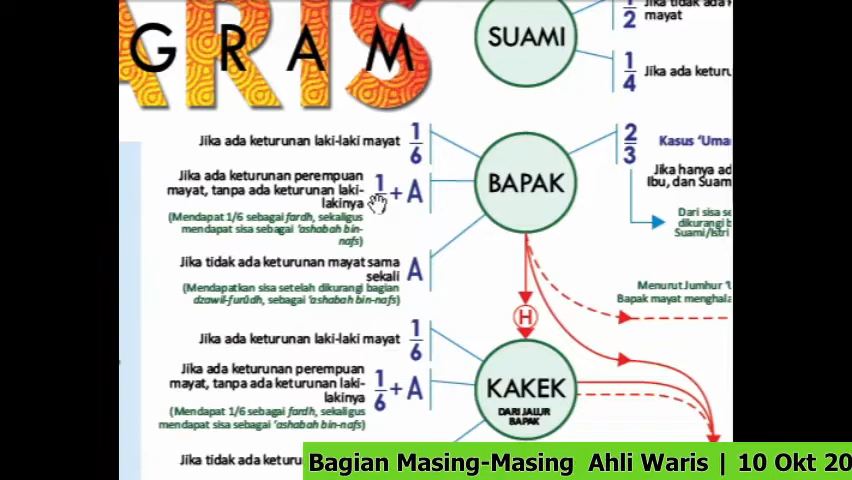 ARIS
GRAM
SUAMI
1
2
mayat
1
4
Jika ada keturu
Jika ada keturunan laki-laki mayat
1
6
Jika ada keturunan perempuan
mayat, tanpa ada keturunan laki-
lakinya
1
+ A
(Mendapat 1/6 sebagai fardh, sekaligus
mendapat sisa sebagai 'ashabah bin-
nafs)
Jika tidak ada keturunan mayat sama
sekali
A
(Mendapatkan sisa setelah dikurangi bagian
dzawil-furûdh, sebagai 'ashabah bin-nafs)
BAPAK
2
3
Kasus 'Uma
Jika hanya ad
Ibu, dan Suam
Dari sisa se
dikurangi b
Suami/Istri
Menurut Jumhur 'U
Bapak mayat menghala
H
Jika ada keturunan laki-laki mayat
1
6
Jika ada keturunan perempuan
mayat, tanpa ada keturunan laki-
lakinya
1
6
+ A
(Mendapat 1/6 sebagai fardh, sekaligus
mendapat sisa sebagai 'ashabah bin-nafs)
KAKEK
DARI JALUR
BAPAK
Jika tidak ada keturu
Bagian Masing-Masing Ahli Waris | 10 Okt 20